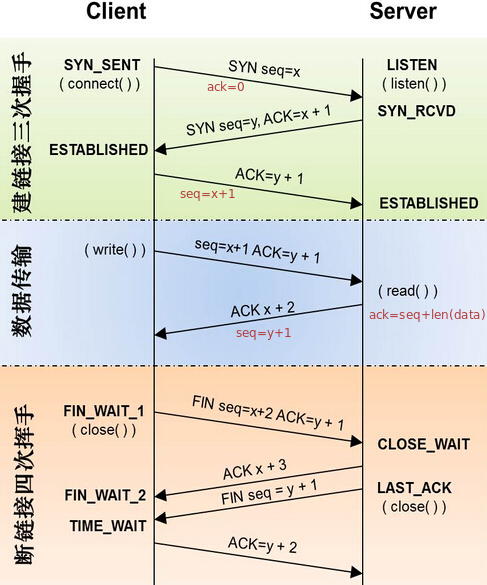 Client
Server
建链接三次握手
SYN_SENT
( connect( ) )
SYN seq=x
ack=0
LISTEN
( listen( ) )
SYN_RCVD
SYN seq=y, ACK=x + 1
ESTABLISHED
ACK=y + 1
seq=x+1
ESTABLISHED
数据传输
( write( ) )
seq=x+1 ACK=y + 1
( read( ) )
ACK x + 2
ack=seq+len(data)
seq=y+1
断链接四次挥手
FIN_WAIT_1
( close( ) )
FIN seq=x+2 ACK=y + 1
CLOSE_WAIT
ACK x + 3
FIN_WAIT_2
FIN seq = y + 1
LAST_ACK
( close( ) )
TIME_WAIT
ACK=y + 2